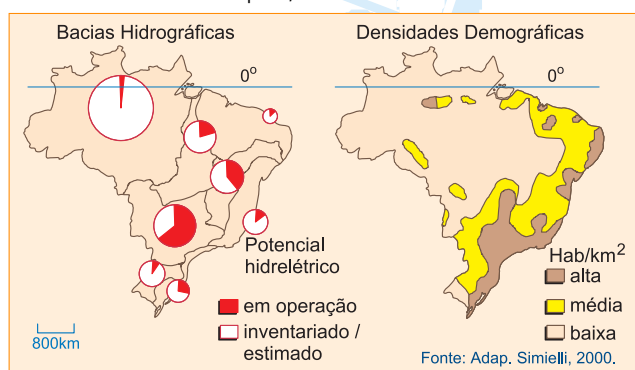 Bacias Hidrográficas
Densidades Demográficas
0º
0º
Potencial
hidrelétrico
em operação
inventariado /
estimado
800km
Hab/km²
alta
média
baixa
Fonte: Adap. Simielli, 2000.